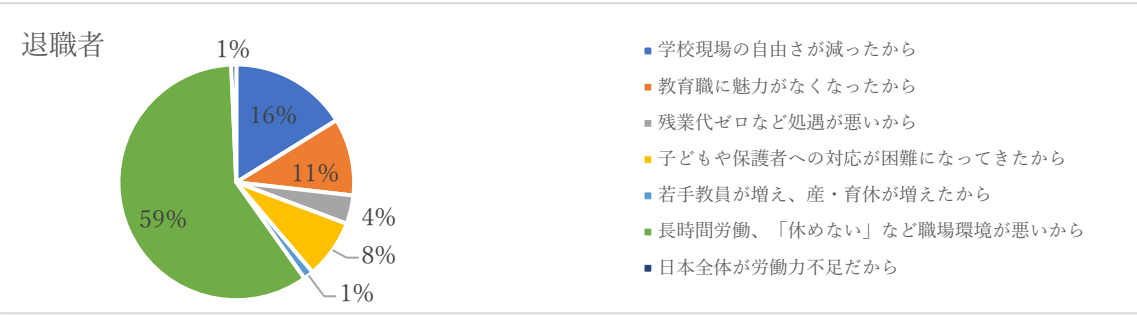 退職者
1%
16%
11%
4%
8%
1%
59%
学校現場の自由さが減ったから
教育職に魅力がなくなったから
残業代ゼロなど処遇が悪いから
子どもや保護者への対応が困難になってきたから
若手教員が増え、産・育休が増えたから
長時間労働、「休めない」など職場環境が悪いから
日本全体が労働力不足だから